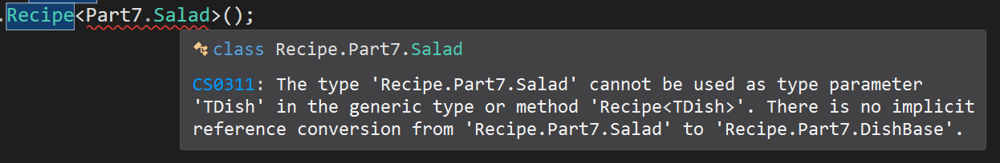 .Recipe<Part7.Salad>();
class Recipe.Part7.Salad
CS0311: The type 'Recipe.Part7.Salad' cannot be used as type parameter
'TDish' in the generic type or method 'Recipe<TDish>'. There is no implicit
reference conversion from 'Recipe.Part7.Salad' to 'Recipe.Part7.DishBase'.